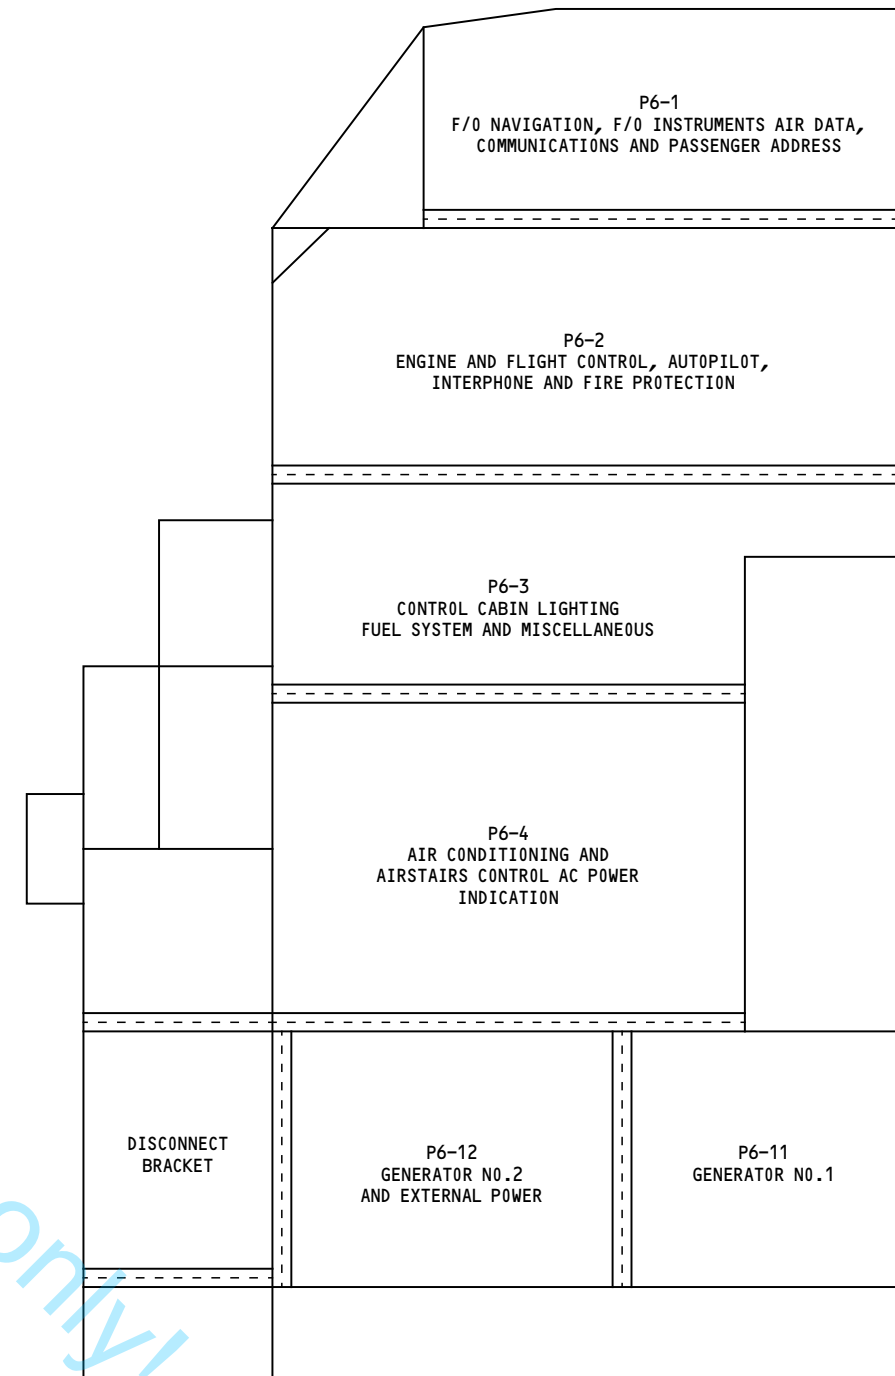 P6-1
F/O NAVIGATION, F/O INSTRUMENTS AIR DATA,
COMMUNICATIONS AND PASSENGER ADDRESS
P6-2
ENGINE AND FLIGHT CONTROL, AUTOPILOT,
INTERPHONE AND FIRE PROTECTION
P6-3
CONTROL CABIN LIGHTING
FUEL SYSTEM AND MISCELLANEOUS
P6-4
AIR CONDITIONING AND
AIRSTAIRS CONTROL AC POWER
INDICATION
DISCONNECT
BRACKET
P6-12
GENERATOR NO.2
AND EXTERNAL POWER
P6-11
GENERATOR NO.1
only!